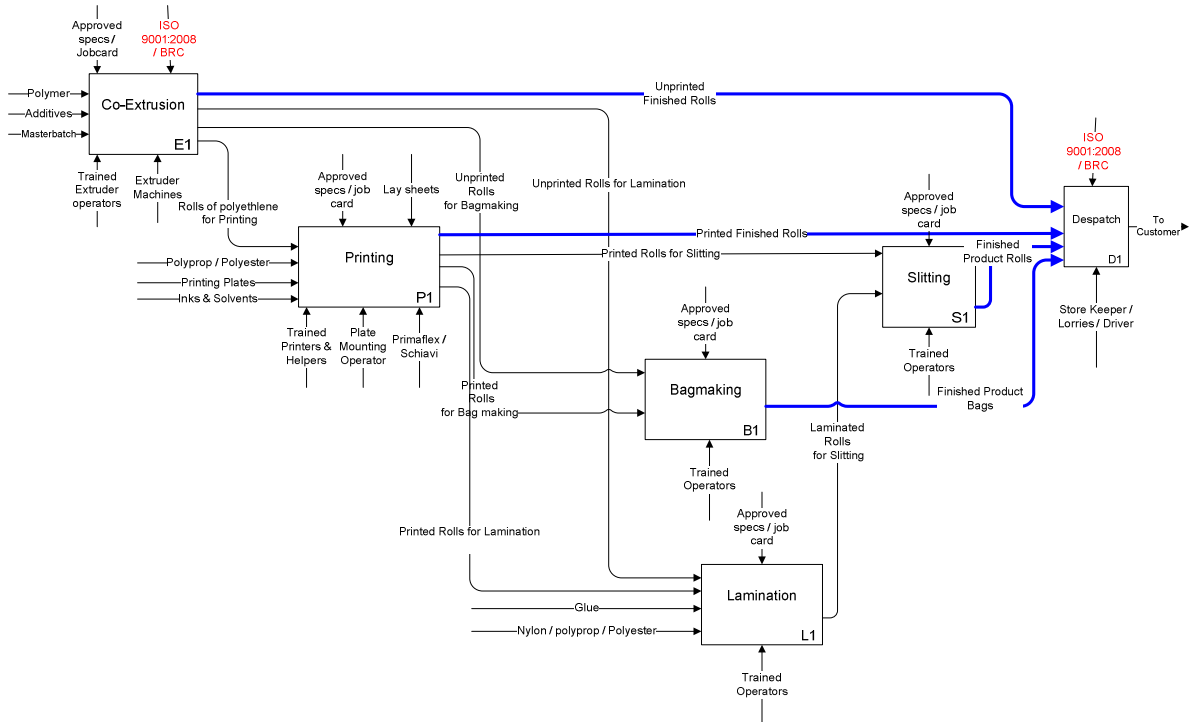 Approved
specs / 
Jobcard
ISO
9001:2008
/ BRC
Polymer
Additives
Masterbatch
Co-Extrusion
E1
Trained
Extruder
operators
Extruder
Machines
Unprinted
Finished Rolls
Unprinted
Rolls
for Bagmaking
Unprinted Rolls for Lamination
Rolls of polyethlene
for Printing
Approved
specs / job
card
Lay sheets
Polyprop / Polyester
Printing Plates
Inks & Solvents
Printing
P1
Trained
Printers &
Helpers
Plate
Mounting
Operator
Primaflex /
Schiavi
Printed Finished Rolls
Printed Rolls for Slitting
Printed
Rolls
for Bag making
Printed Rolls for Lamination
Approved
specs / job
card
Slitting
S1
Trained
Operators
Finished
Product Rolls
ISO
9001:2008
/ BRC
Despatch
D1
To
Customer
Store Keeper /
Lorries / Driver
Approved
specs / job
card
Bagmaking
B1
Trained
Operators
Finished Product
Bags
Laminated
Rolls
for Slitting
Approved
specs / job
card
Glue
Nylon / polyprop / Polyester
Lamination
L1
Trained
Operators